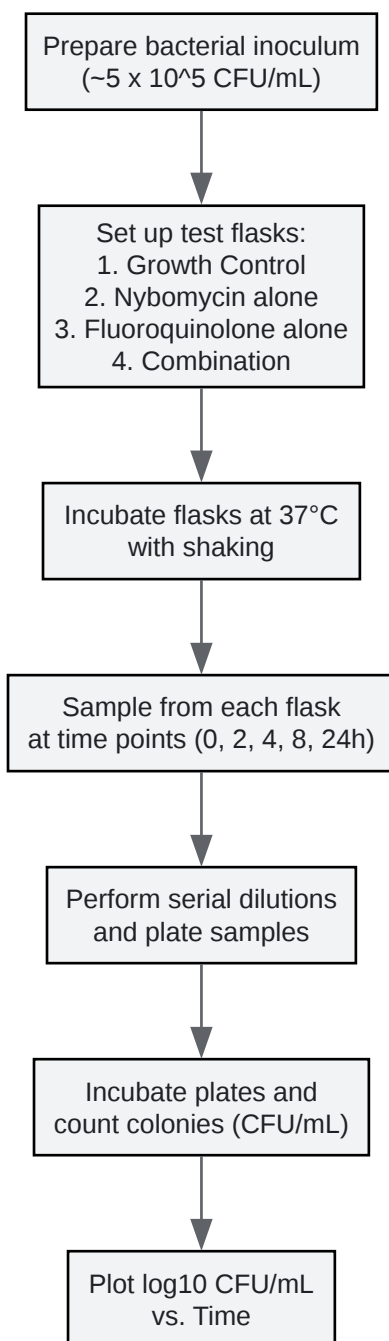 Prepare bacterial inoculum
(~5 x 10^5 CFU/mL)
Set up test flasks:
1. Growth Control
2. Nybomycin alone
3. Fluoroquinolone alone
4. Combination
Incubate flasks at 37°C
with shaking
Sample from each flask
at time points (0, 2, 4, 8, 24h)
Perform serial dilutions
and plate samples
Incubate plates and
count colonies (CFU/mL)
Plot log10 CFU/mL
vs. Time